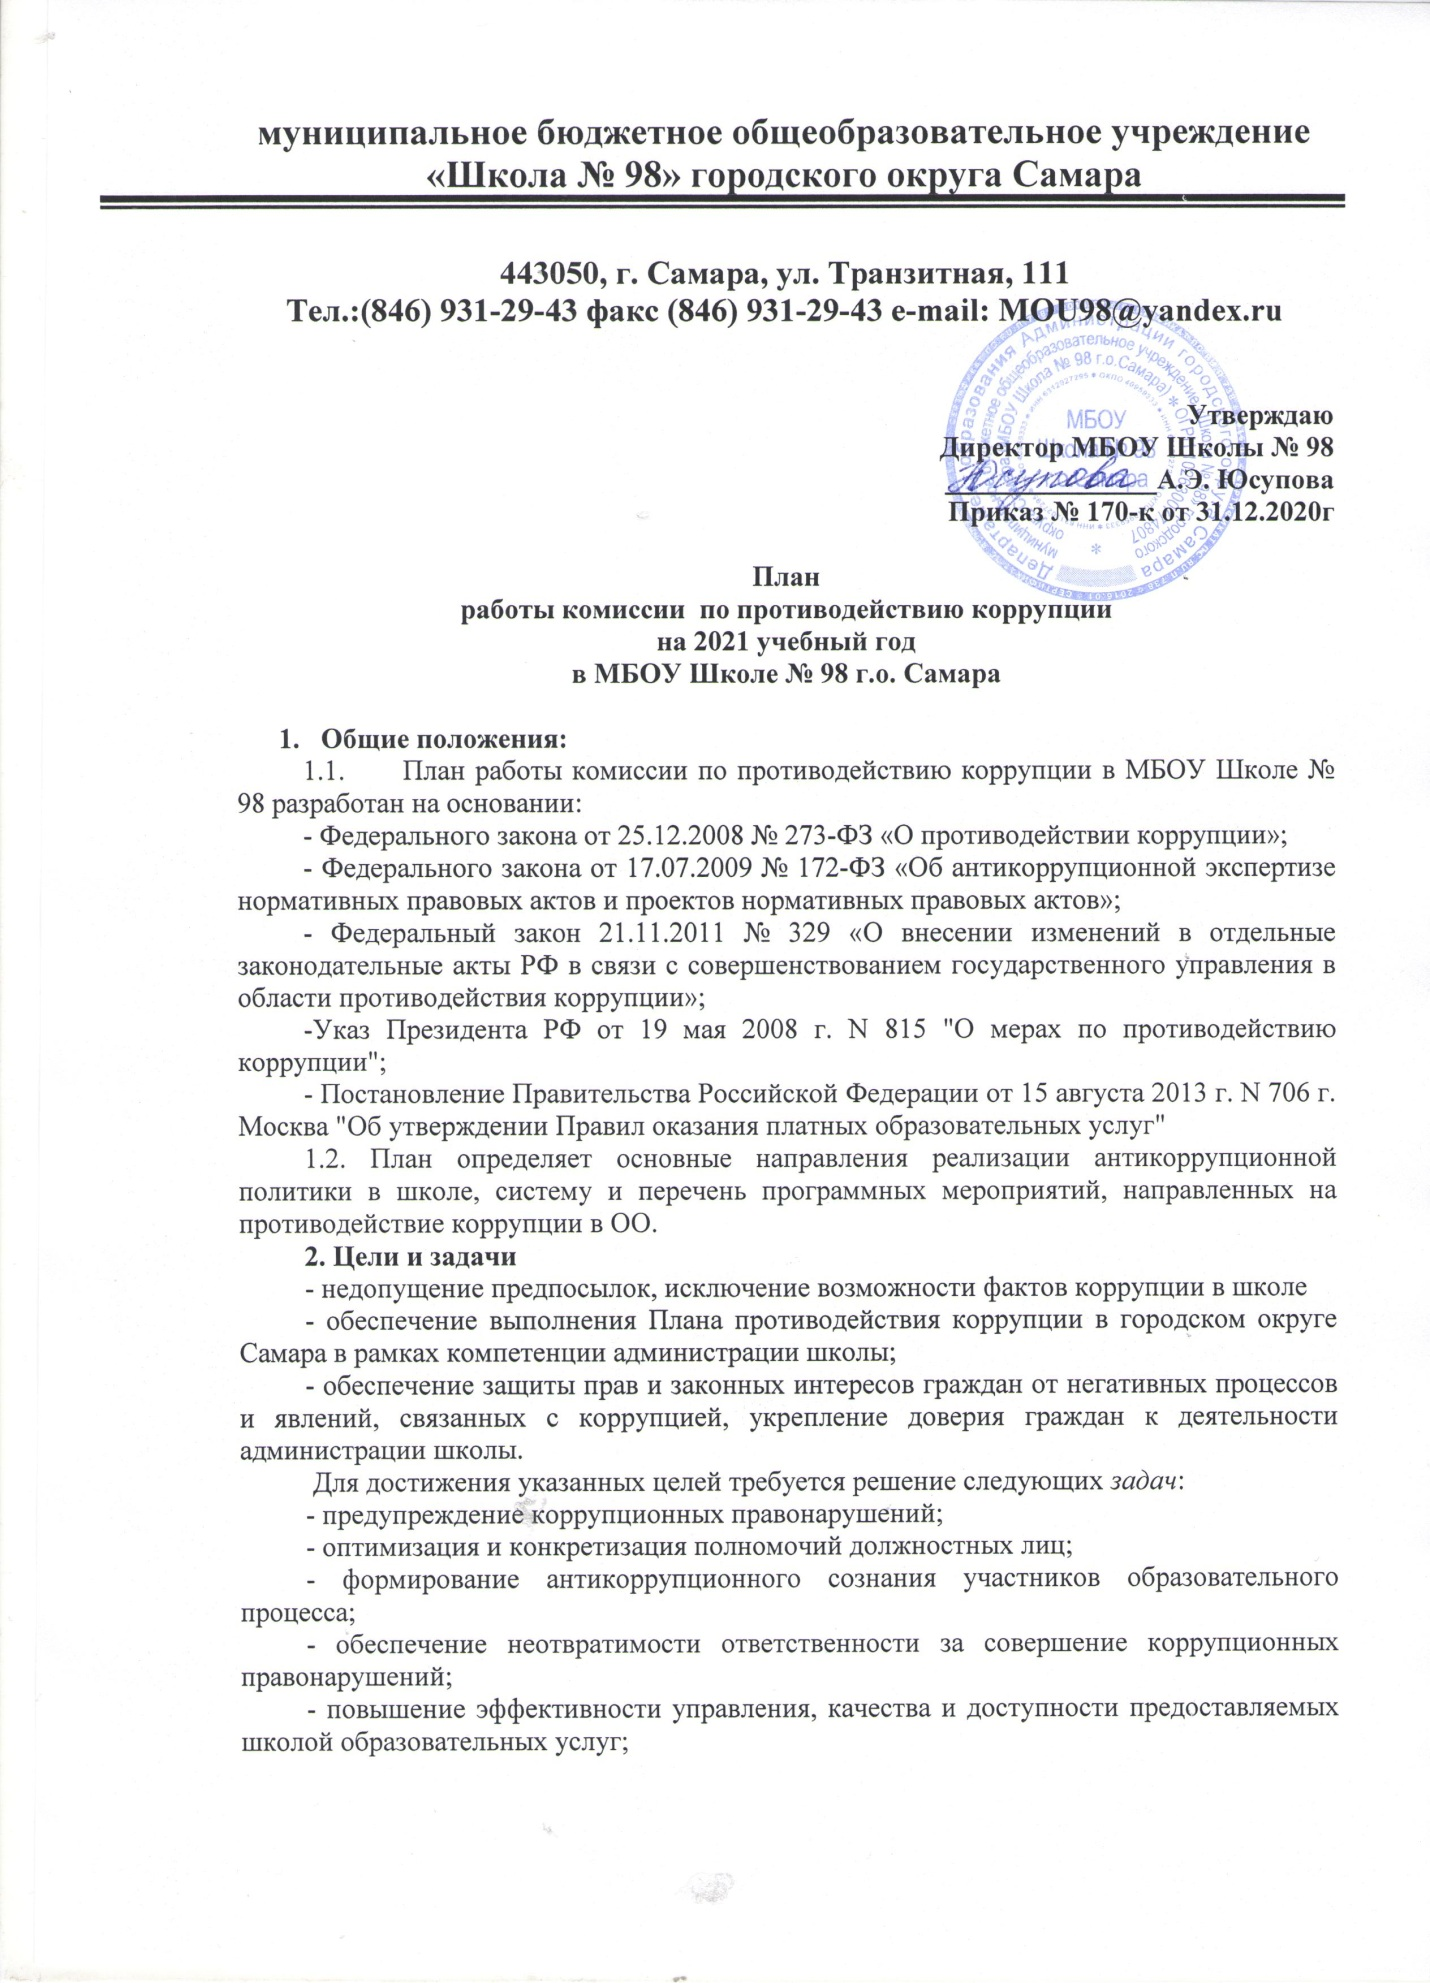 муниципальное бюджетное общеобразовательное учреждение
«Школа № 98» городского округа Самара
443050, г. Самара, ул. Транзитная, 111
Тел.:(846) 931-29-43 факс (846) 931-29-43 e-mail: MOU98@yandex.ru
Утверждаю
Директор МБОУ Школы № 98
Юсупова А.Э. Юсупова
Приказ № 170-к от 31.12.2020г
МБОУ
План
работы комиссии по противодействию коррупции
на 2021 учебный год
в МБОУ Школе № 98 г.о. Самара
1. Общие положения:
1.1. План работы комиссии по противодействию коррупции в МБОУ Школе №
98 разработан на основании:
- Федерального закона от 25.12.2008 № 273-ФЗ «О противодействии коррупции»;
- Федерального закона от 17.07.2009 № 172-ФЗ «Об антикоррупционной экспертизе
нормативных правовых актов и проектов нормативных правовых актов»;
- Федеральный закон 21.11.2011 № 329 «О внесении изменений в отдельные
законодательные акты РФ в связи с совершенствованием государственного управления в
области противодействия коррупции»;
-Указ Президента РФ от 19 мая 2008 г. N 815 "О мерах по противодействию
коррупции";
- Постановление Правительства Российской Федерации от 15 августа 2013 г. N 706 г.
Москва "Об утверждении Правил оказания платных образовательных услуг"
1.2. План определяет основные направления реализации антикоррупционной
политики в школе, систему и перечень программных мероприятий, направленных на
противодействие коррупции в ОО.
2. Цели и задачи
- недопущение предпосылок, исключение возможности фактов коррупции в школе
- обеспечение выполнения Плана противодействия коррупции в городском округе
Самара в рамках компетенции администрации школы;
- обеспечение защиты прав и законных интересов граждан от негативных процессов
и явлений, связанных с коррупцией, укрепление доверия граждан к деятельности
администрации школы.
Для достижения указанных целей требуется решение следующих задач:
- предупреждение коррупционных правонарушений;
- оптимизация и конкретизация полномочий должностных лиц;
- формирование антикоррупционного сознания участников образовательного
процесса;
- обеспечение неотвратимости ответственности за совершение коррупционных
правонарушений;
- повышение эффективности управления, качества и доступности предоставляемых
школой образовательных услуг;